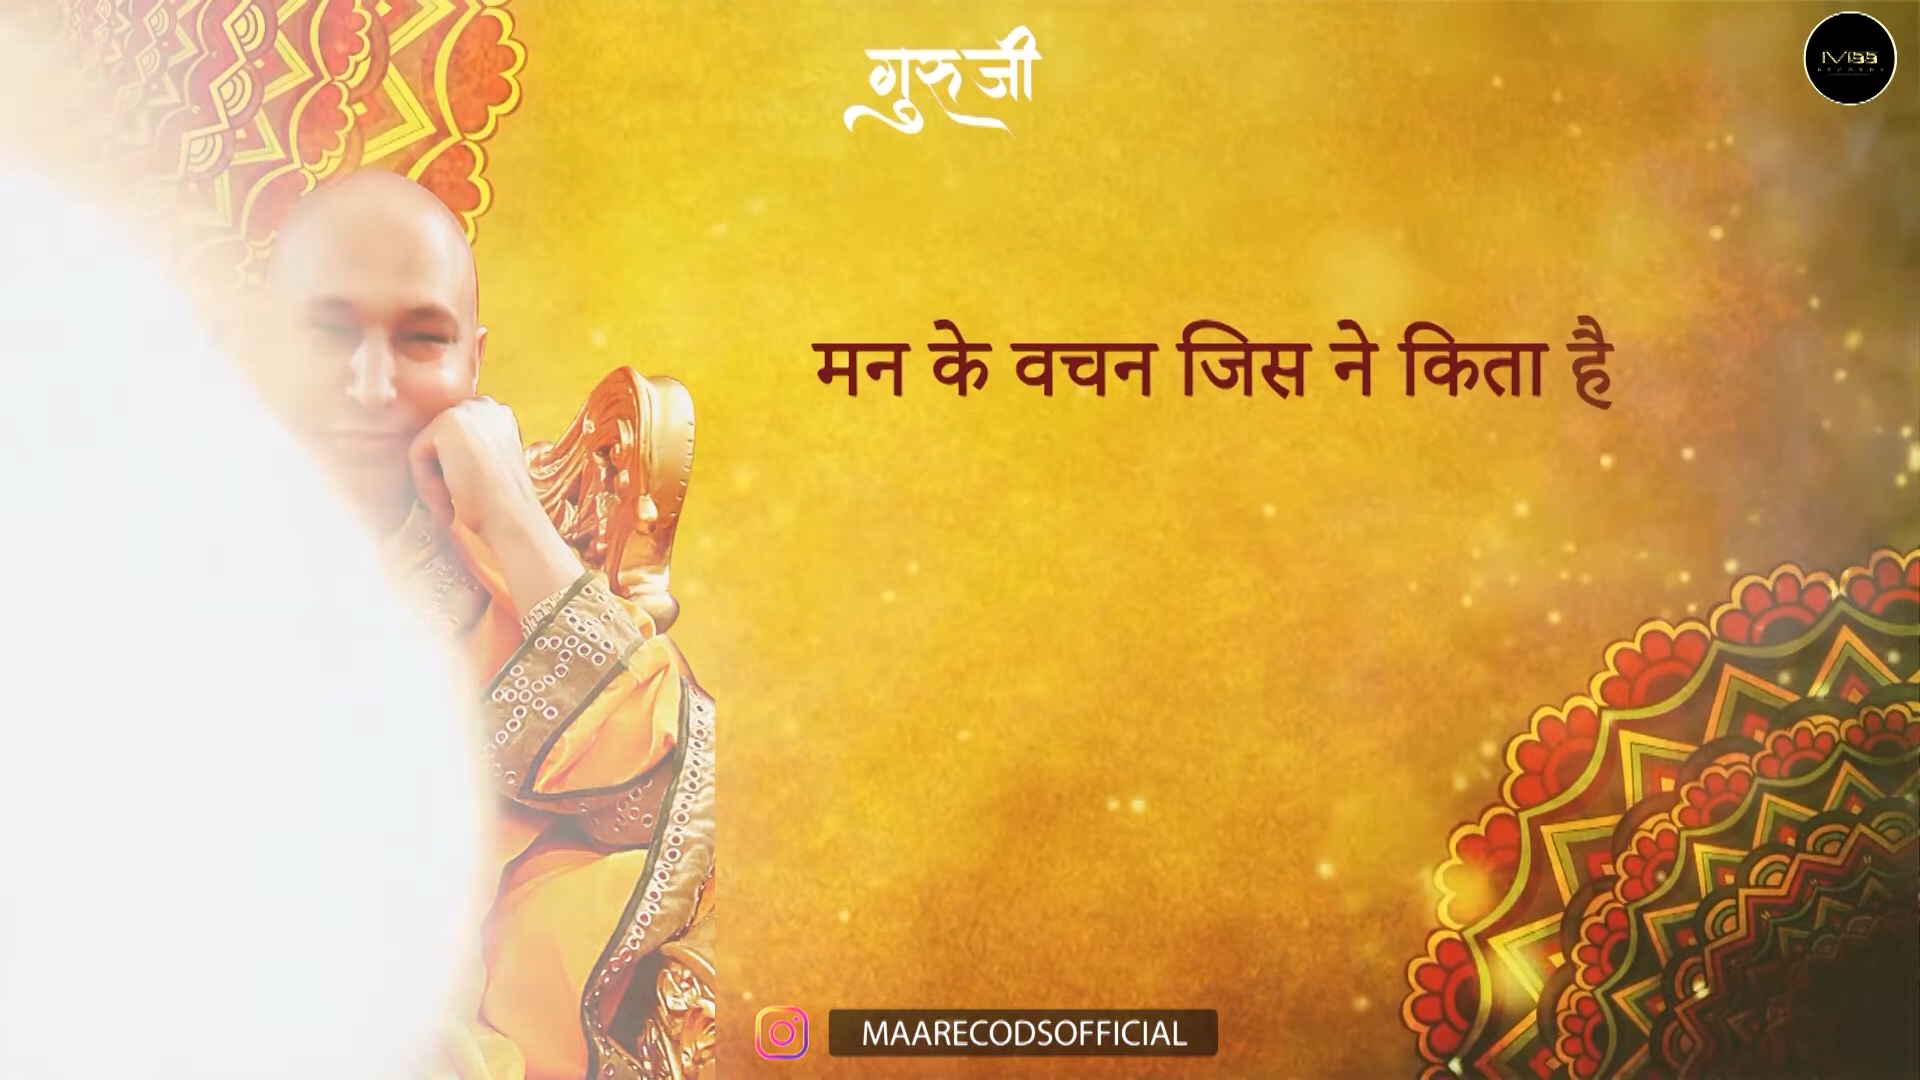 गुरु जी
मन के वचन जिस ने किता है
MAARECODSOFFICIAL